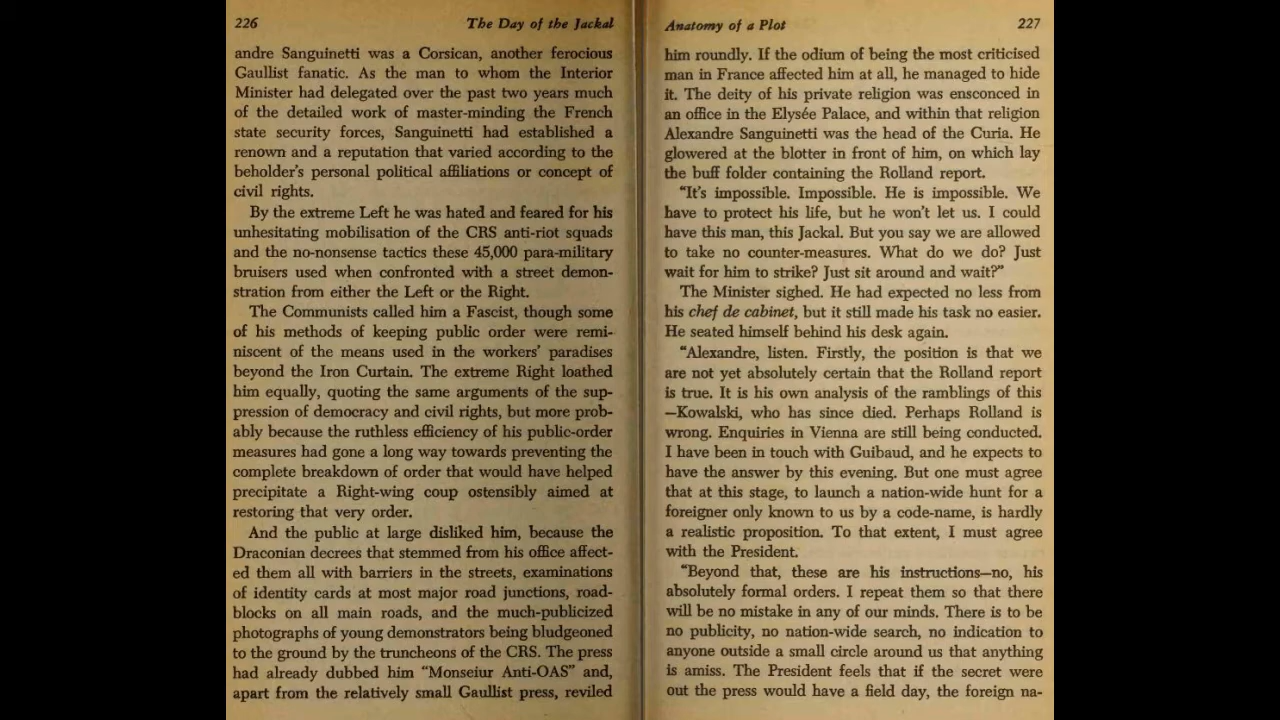 226 The Day of the Jackal
andre Sanguinetti was a Corsican, another ferocious
Gaullist fanatic. As the man to whom the Interior
Minister had delegated over the past two years much
of the detailed work of master-minding the French
state security forces, Sanguinetti had established a
renown and a reputation that varied according to the
beholder's personal political affiliations or concept of
civil rights.
By the extreme Left he was hated and feared for his
unhesitating mobilisation of the CRS anti-riot squads
and the no-nonsense tactics these 45,000 para-military
bruisers used when confronted with a street demon-
stration from either the Left or the Right.
The Communists called him a Fascist, though some
of his methods of keeping public order were remi-
niscent of the means used in the workers' paradises
beyond the Iron Curtain. The extreme Right loathed
him equally, quoting the same arguments of the sup-
pression of democracy and civil rights, but more prob-
ably because the ruthless efficiency of his public-order
measures had gone a long way towards preventing the
complete breakdown of order that would have helped
precipitate a Right-wing coup ostensibly aimed at
restoring that very order.
And the public at large disliked him, because the
Draconian decrees that stemmed from his office affect-
ed them all with barriers in the streets, examinations
of identity cards at most major road junctions, road-
blocks on all main roads, and the much-publicized
photographs of young demonstrators being bludgeoned
to the ground by the truncheons of the CRS. The press
had already dubbed him "Monseiur Anti-OAS" and,
apart from the relatively small Gaullist press, reviled
Anatomy of a Plot 227
him roundly. If the odium of being the most criticised
man in France affected him at all, he managed to hide
it. The deity of his private religion was ensconced in
an office in the Elysée Palace, and within that religion
Alexandre Sanguinetti was the head of the Curia. He
glowered at the blotter in front of him, on which lay
the buff folder containing the Rolland report.
"It's impossible. Impossible. He is impossible. We
have to protect his life, but he won't let us. I could
have this man, this Jackal. But you say we are allowed
to take no counter-measures. What do we do? Just
wait for him to strike? Just sit around and wait?"
The Minister sighed. He had expected no less from
his chef de cabinet, but it still made his task no easier.
He seated himself behind his desk again.
"Alexandre, listen. Firstly, the position is that we
are not yet absolutely certain that the Rolland report
is true. It is his own analysis of the ramblings of this
—Kowalski, who has since died. Perhaps Rolland is
wrong. Enquiries in Vienna are still being conducted.
I have been in touch with Guibaud, and he expects to
have the answer by this evening. But one must agree
that at this stage, to launch a nation-wide hunt for a
foreigner only known to us by a code-name, is hardly
a realistic proposition. To that extent, I must agree
with the President.
"Beyond that, these are his instructions—no, his
absolutely formal orders. I repeat them so that there
will be no mistake in any of our minds. There is to be
no publicity, no nation-wide search, no indication to
anyone outside a small circle around us that anything
is amiss. The President feels that if the secret were
out the press would have a field day, the foreign na-